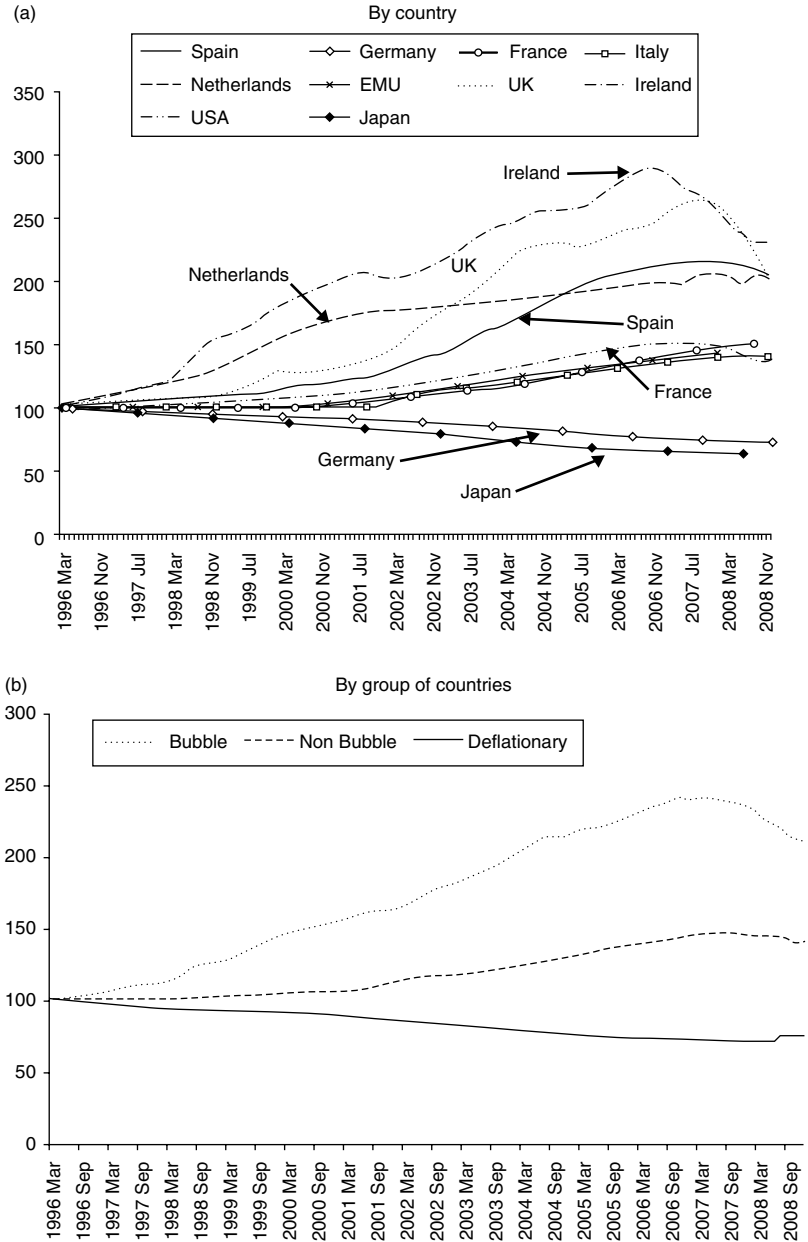 (a)
By country
Spain Germany France Italy
Netherlands EMU UK Ireland
USA Japan
350
300
250
200
150
100
50
0
Ireland
UK
Netherlands
Spain
France
Germany
Japan
1996 Mar
1996 Nov
1997 Jul
1998 Mar
1998 Nov
1999 Jul
2000 Mar
2000 Nov
2001 Jul
2002 Mar
2002 Nov
2003 Jul
2004 Mar
2004 Nov
2005 Jul
2006 Mar
2006 Nov
2007 Jul
2008 Mar
2008 Nov
(b)
By group of countries
Bubble Non Bubble Deflationary
300
250
200
150
100
50
0
1996 Mar
1996 Sep
1997 Mar
1997 Sep
1998 Mar
1998 Sep
1999 Mar
1999 Sep
2000 Mar
2000 Sep
2001 Mar
2001 Sep
2002 Mar
2002 Sep
2003 Mar
2003 Sep
2004 Mar
2004 Sep
2005 Mar
2005 Sep
2006 Mar
2006 Sep
2007 Mar
2007 Sep
2008 Mar
2008 Sep